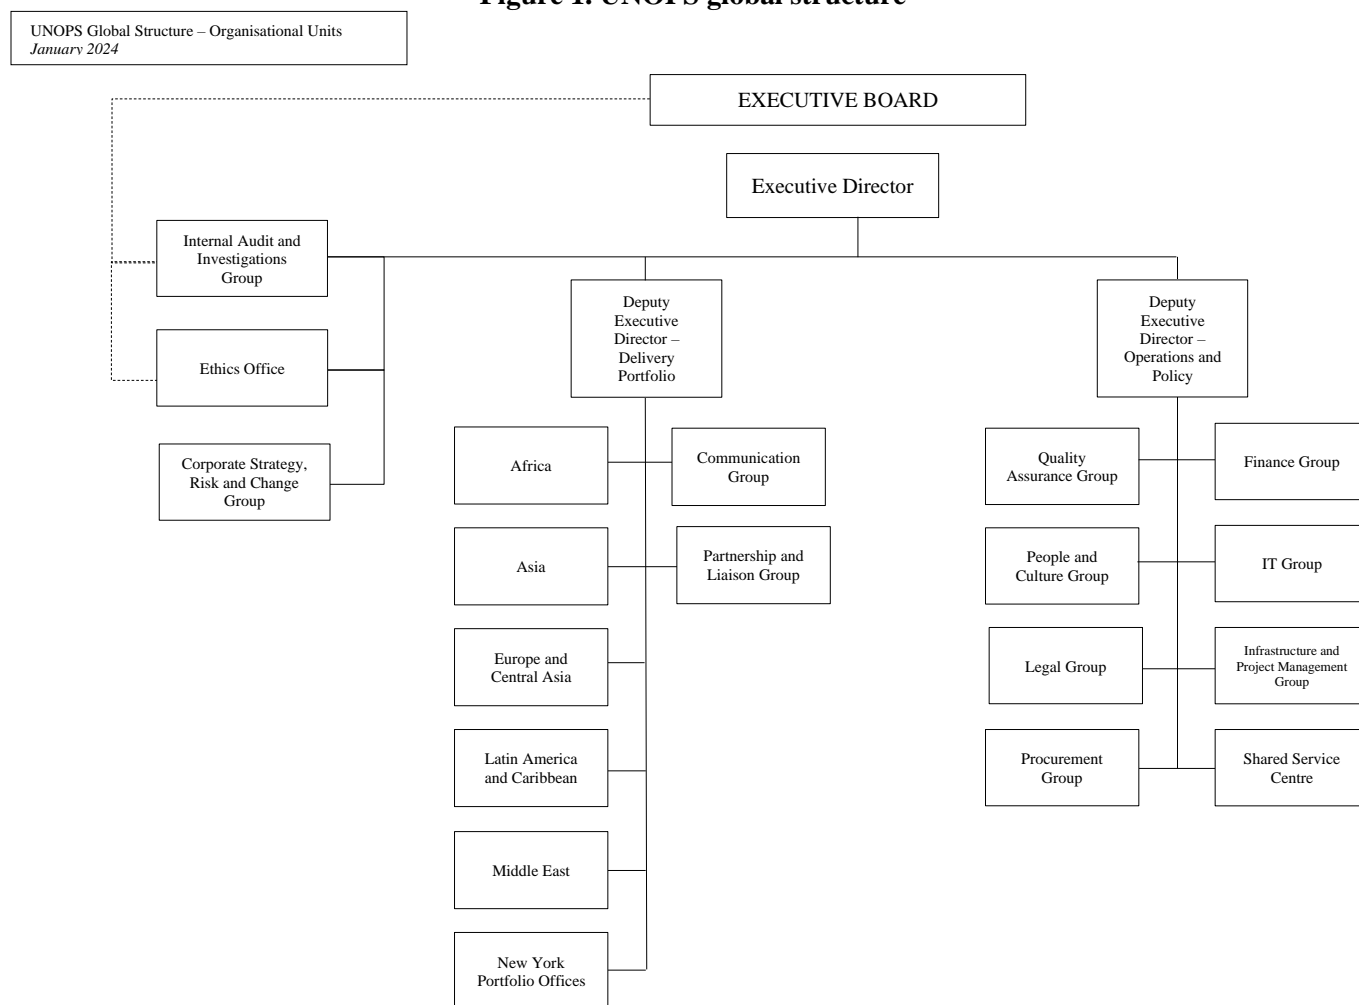 Figure 1. UNOPS global structure
UNOPS Global Structure – Organisational Units
January 2024
EXECUTIVE BOARD
Executive Director
Internal Audit and
Investigations
Group
Ethics Office
Corporate Strategy,
Risk and Change
Group
Deputy
Executive
Director –
Delivery
Portfolio
Africa
Communication
Group
Asia
Partnership and
Liaison Group
Europe and
Central Asia
Latin America
and Caribbean
Middle East
New York
Portfolio Offices
Deputy
Executive
Director –
Operations and
Policy
Quality
Assurance Group
Finance Group
People and
Culture Group
IT Group
Legal Group
Infrastructure and
Project Management
Group
Procurement
Group
Shared Service
Centre